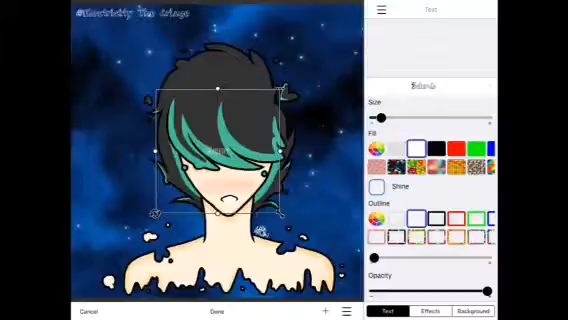 @Electricity The Cringe
Text
Size
Fill
Shine
Outline
Opacity
Cancel
Done
Text
Effects
Background